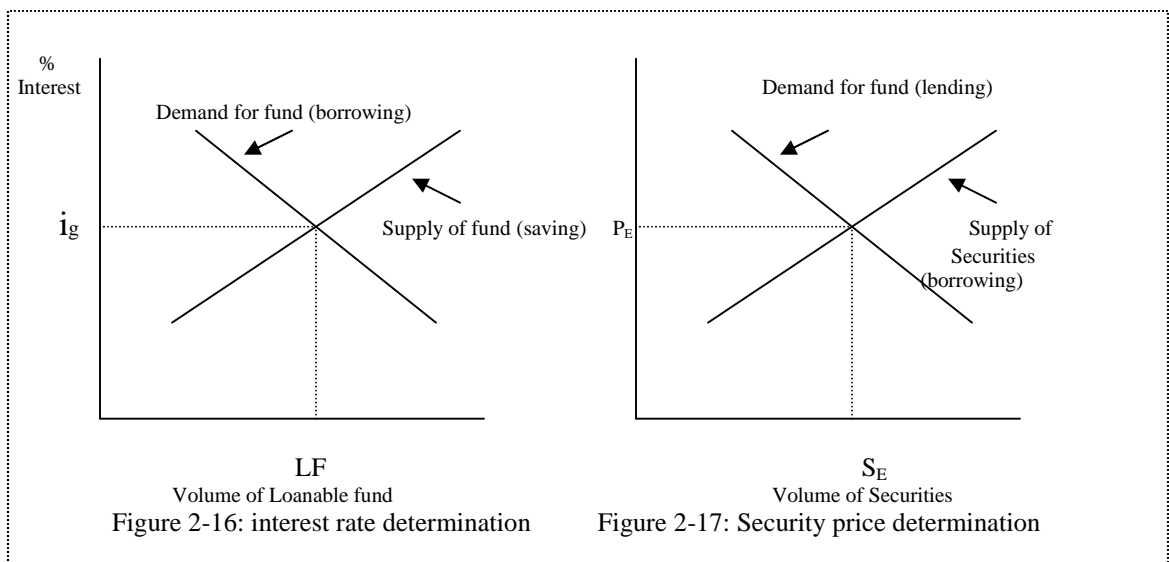 %
Interest
Demand for fund (borrowing)
ig
Supply of fund (saving)
LF
Volume of Loanable fund
Figure 2-16: interest rate determination
Demand for fund (lending)
PE
Supply of
Securities
(borrowing)
SE
Volume of Securities
Figure 2-17: Security price determination